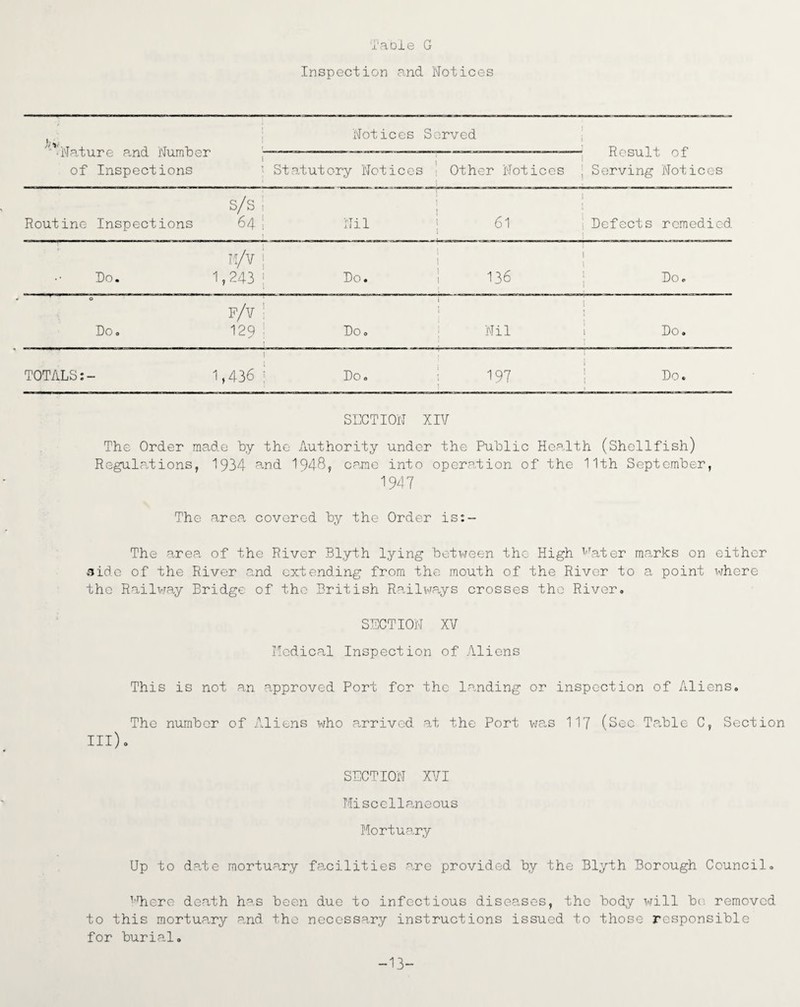 Table G
Inspection and Notices
Nature and Number of Inspections | Notices Served | Result of Serving Notices
Statutory Notices | Other Notices
S/S
Routine Inspections 64 | Nil | 61 | Defects remedied
M/V
Do. 1,243 | Do. | 136 | Do.
F/V
Do. 129 | Do. | Nil | Do.
TOTALS:- 1,436 | Do. | 197 | Do.
SECTION XIV
The Order made by the Authority under the Public Health (Shellfish)
Regulations, 1934 and 1948, came into operation of the 11th September,
1947
The area covered by the Order is:-
The area of the River Blyth lying between the High Water marks on either
side of the River and extending from the mouth of the River to a point where
the Railway Bridge of the British Railways crosses the River.
SECTION XV
Medical Inspection of Aliens
This is not an approved Port for the landing or inspection of Aliens.
The number of Aliens who arrived at the Port was 117 (See Table C, Section
III).
SECTION XVI
Miscellaneous
Mortuary
Up to date mortuary facilities are provided by the Blyth Borough Council.
Where death has been due to infectious diseases, the body will be removed
to this mortuary and the necessary instructions issued to those responsible
for burial.
-13-